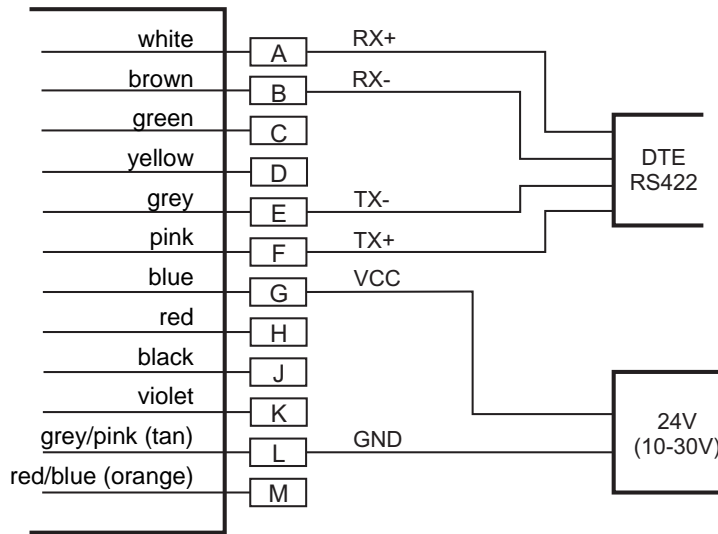 white A RX+
brown B RX-
green C
yellow D
DTE
RS422
grey E TX-
pink F TX+
blue G VCC
red H
black J
violet K
24V
(10-30V)
grey/pink (tan) L GND
red/blue (orange) M